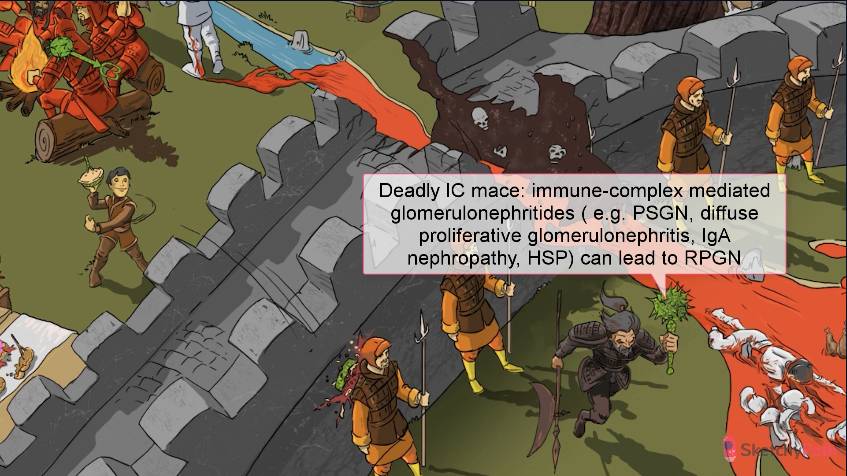 Deadly IC mace: immune-complex mediated
glomerulonephritides ( e.g. PSGN, diffuse
proliferative glomerulonephritis, IgA
nephropathy, HSP) can lead to RPGN